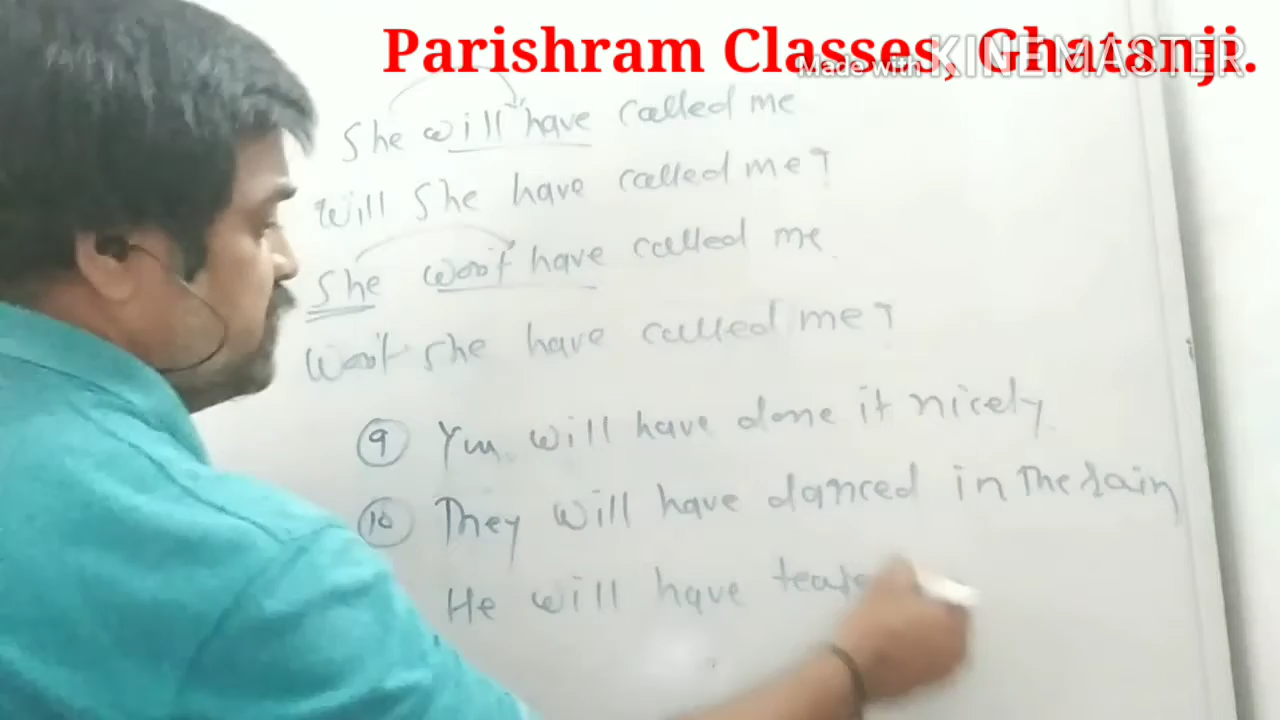 Parishram Classes, Ghatanji.
Made with KINEMASTER
She will have called me
Will She have called me?
She won't have called me
Won't She have called me?
9 You will have done it nicely
10 They will have danced in The rain
He will have